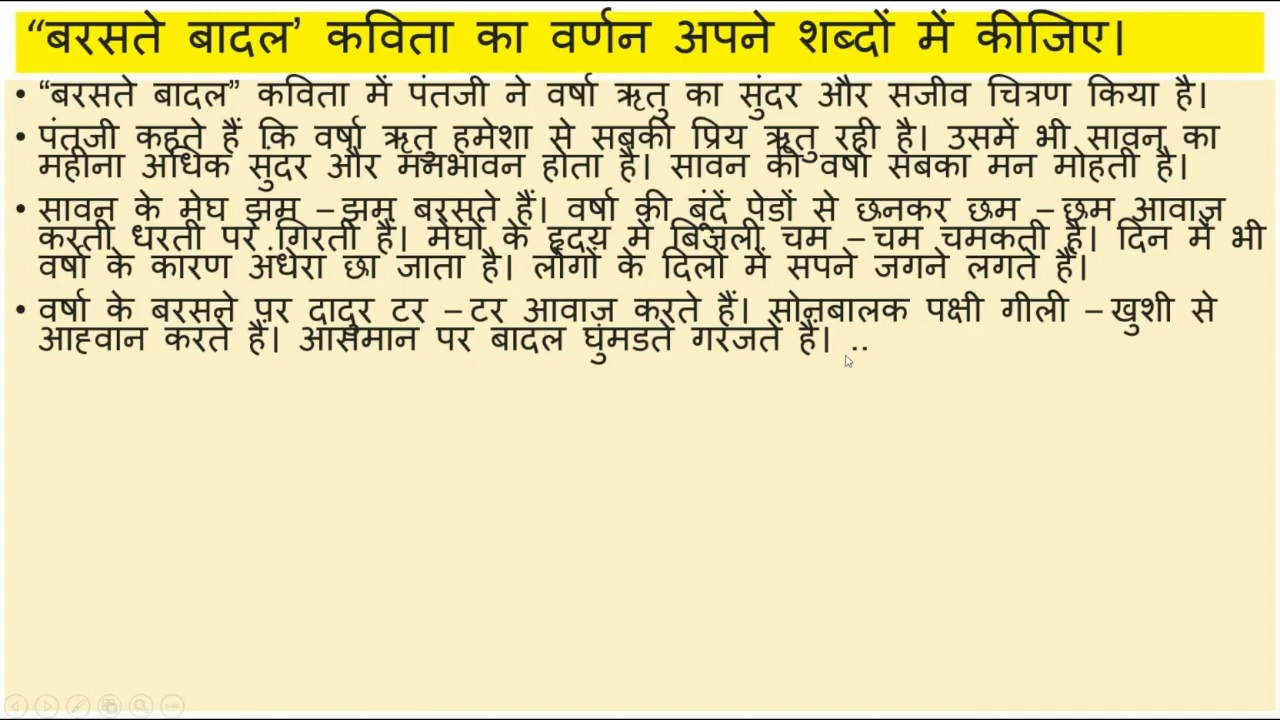 “बरसते बादल’ कविता का वर्णन अपने शब्दों में कीजिए।
• “बरसते बादल” कविता में पंतजी ने वर्षा ऋतु का सुंदर और सजीव चित्रण किया है।
• पंतजी कहते हैं कि वर्षा ऋतु हमेशा से सबकी प्रिय ऋतु रही है। उसमें भी सावन का
महीना अधिक सुंदर और मनभावन होता है। सावन की वर्षा सबका मन मोहती है।
• सावन के मेघ झम – झम बरसते हैं। वर्षा की बूंदें पेडों से छनकर छम – छम आवाज़
करती धरती पर गिरती हैं। मेघों के हृदय में बिजली चम – चम चमकती है। दिन में भी
वर्षा के कारण अंधेरा छा जाता है। लोगों के दिलों में सपने जगने लगते हैं।
• वर्षा के बरसने पर दादुर टर – टर आवाज़ करते हैं। सोनबालक पक्षी गीली – खुशी से
आह्वान करते हैं। आसमान पर बादल घुंमडते गरजते हैं। ..